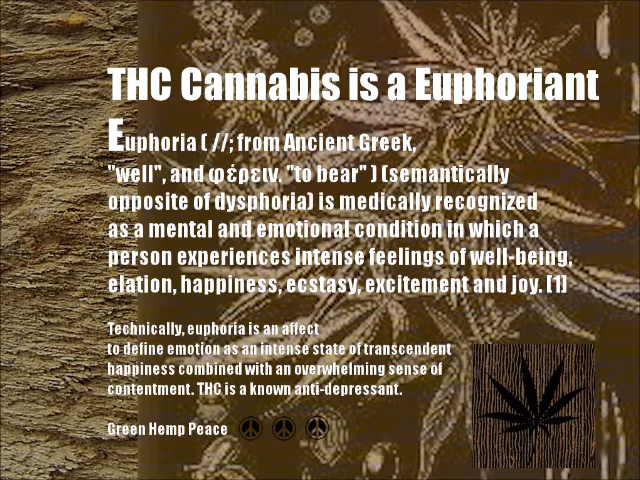 THC Cannabis is a Euphoriant
Euphoria ( //; from Ancient Greek,
"well", and φέρειν, "to bear" ) (semantically
opposite of dysphoria) is medically recognized
as a mental and emotional condition in which a
person experiences intense feelings of well-being,
elation, happiness, ecstasy, excitement and joy. [1]
Technically, euphoria is an affect
to define emotion as an intense state of transcendent
happiness combined with an overwhelming sense of
contentment. THC is a known anti-depressant.
Green Hemp Peace